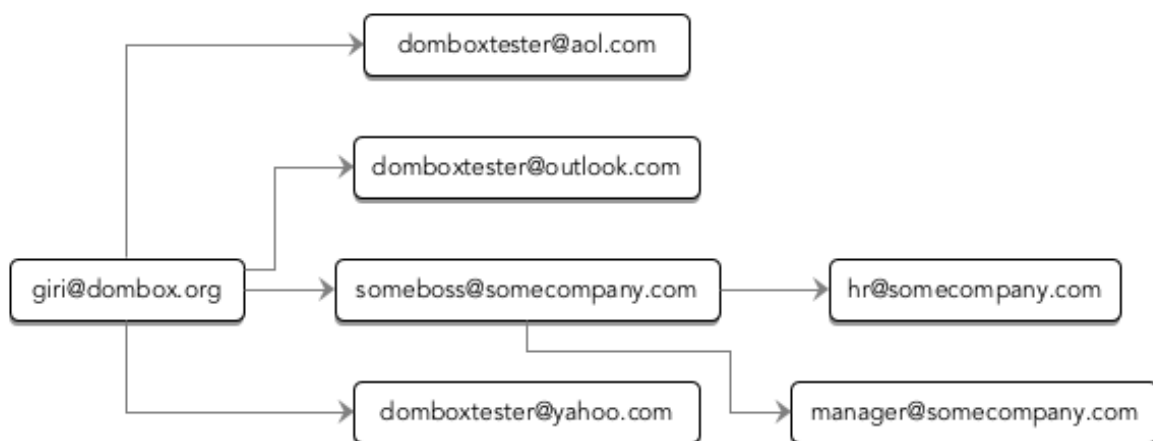 domboxtester@aol.com
domboxtester@outlook.com
giri@dombox.org
someboss@somecompany.com
hr@somecompany.com
domboxtester@yahoo.com
manager@somecompany.com